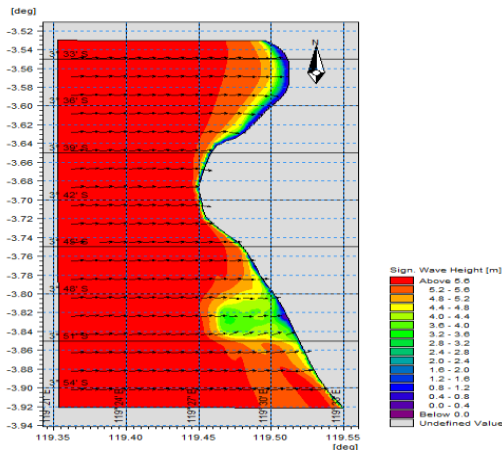 [deg]
-3.52
-3.54
-3.56
-3.58
-3.60
-3.62
-3.64
-3.66
-3.68
-3.70
-3.72
-3.74
-3.76
-3.78
-3.80
-3.82
-3.84
-3.86
-3.88
-3.90
-3.92
-3.94
3°33' S
3°36' S
3°39' S
3°42' S
3°45' S
3°48' S
3°51' S
3°54' S
N
119°21' E
119°24' E
119°27' E
119°30' E
119°33' E
119.35
119.40
119.45
119.50
119.55
[deg]
Sign. Wave Height [m]
Above 5.6
5.2 - 5.6
4.8 - 5.2
4.4 - 4.8
4.0 - 4.4
3.6 - 4.0
3.2 - 3.6
2.8 - 3.2
2.4 - 2.8
2.0 - 2.4
1.6 - 2.0
1.2 - 1.6
0.8 - 1.2
0.4 - 0.8
0.0 - 0.4
Below 0.0
Undefined Value